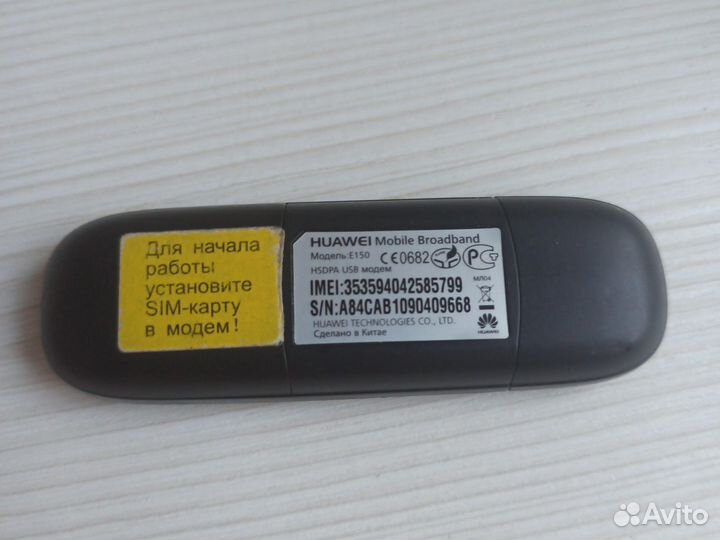 Для начала
работы
установите
SIM-карту
в модем!
HUAWEI Mobile Broadband
Модель:E150
CE0682
HSDPA USB модем
МЛ04
IMEI:353594042585799
S/N:A84CAB1090409668
HUAWEI TECHNOLOGIES CO., LTD.
Сделано в Китае
HUAWEI
Avito